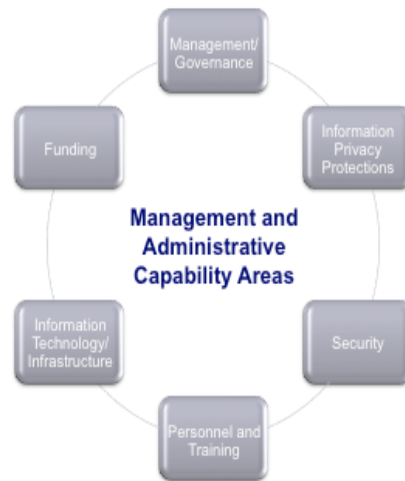 Management/
Governance
Information
Privacy
Protections
Funding
Management and
Administrative
Capability Areas
Information
Technology/
Infrastructure
Security
Personnel and
Training